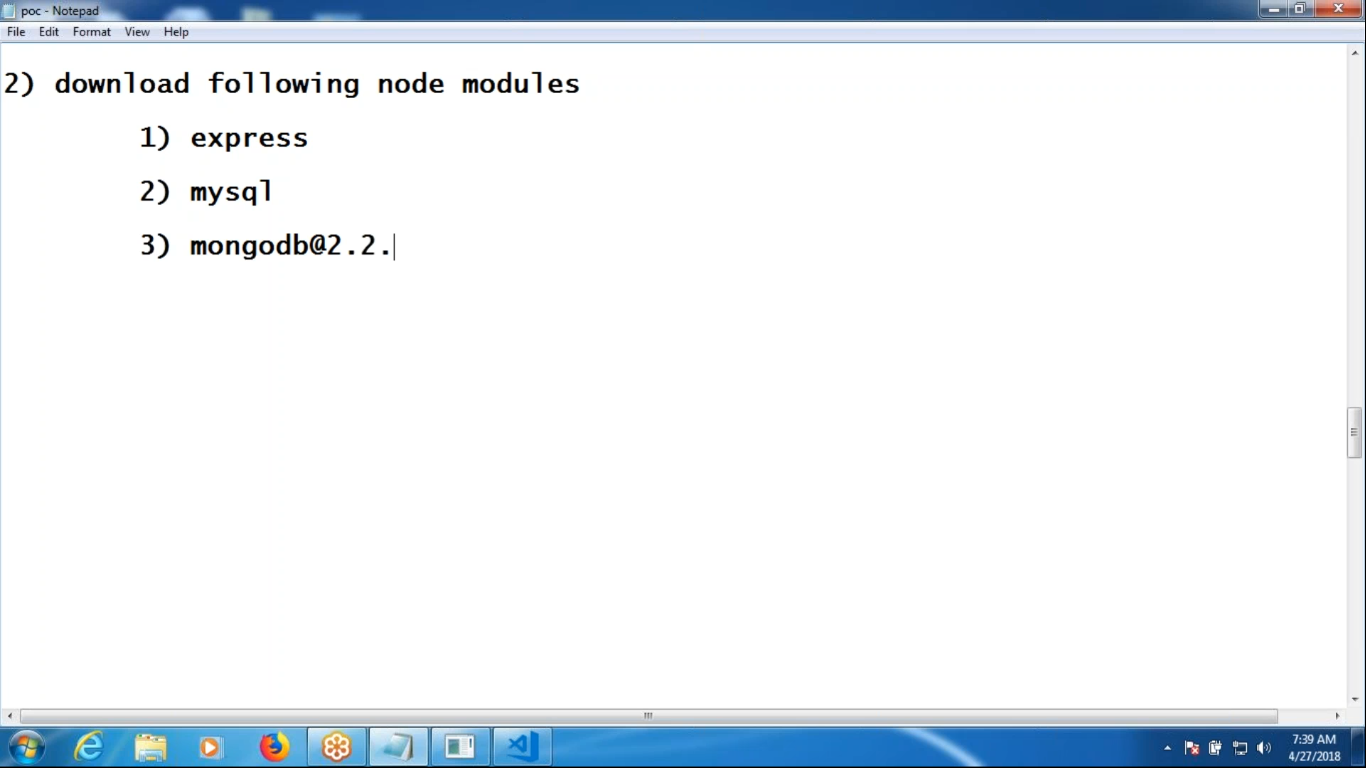 poc - Notepad
File Edit Format View Help
2) download following node modules
1) express
2) mysql
3) mongodb@2.2.
7:39 AM
4/27/2018